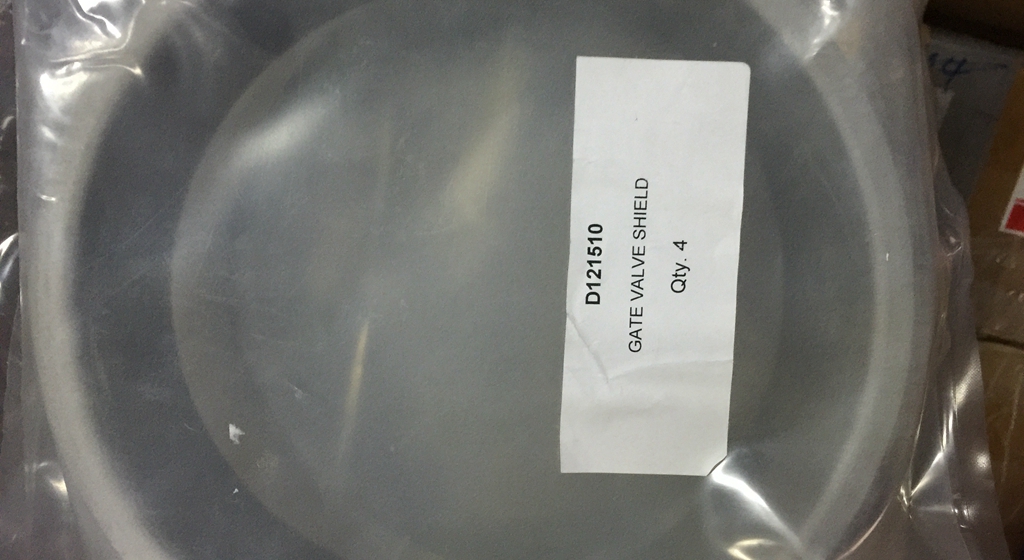 D121510
GATE VALVE SHIELD
Qty. 4